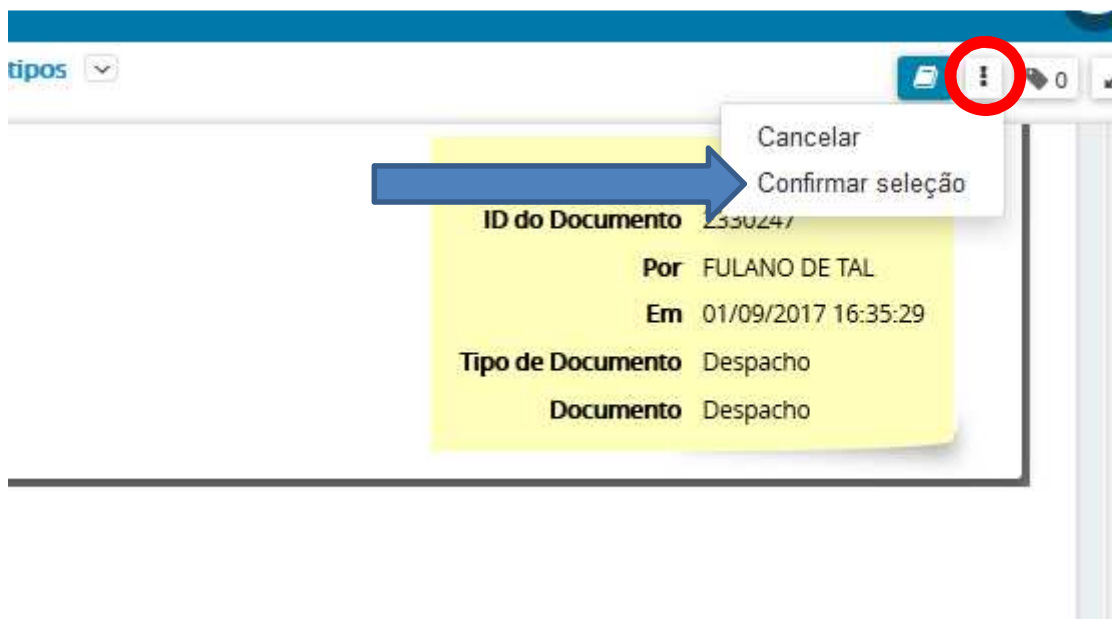 tipos
0
Cancelar
Confirmar seleção
ID do Documento 2330247
Por FULANO DE TAL
Em 01/09/2017 16:35:29
Tipo de Documento Despacho
Documento Despacho